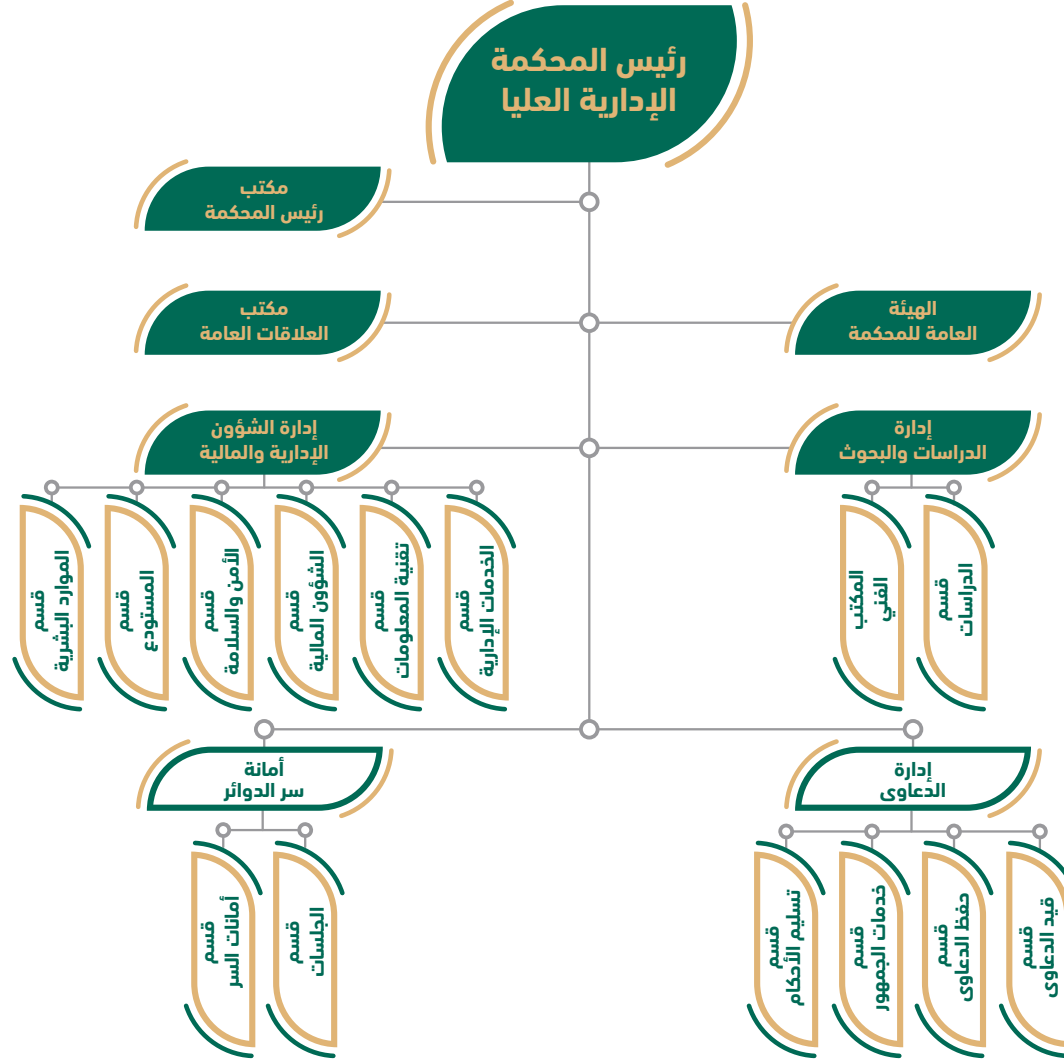 رئيس المحكمة
الإدارية العليا
مكتب
رئيس المحكمة
الهيئة
العامة للمحكمة
مكتب
العلاقات العامة
إدارة
الدراسات والبحوث
إدارة الشؤون
الإدارية والمالية
قسم
الدراسات
المكتب
الفني
قسم
الخدمات الإدارية
قسم
تقنية المعلومات
قسم
الشؤون المالية
قسم
الأمن والسلامة
قسم
المستودع
قسم
الموارد البشرية
إدارة
الدعاوى
أمانة
سر الدوائر
قسم
قيد الدعاوى
قسم
حفظ الدعاوى
قسم
خدمات الجمهور
قسم
تسليم الأحكام
قسم
الجلسات
قسم
أمانات السر